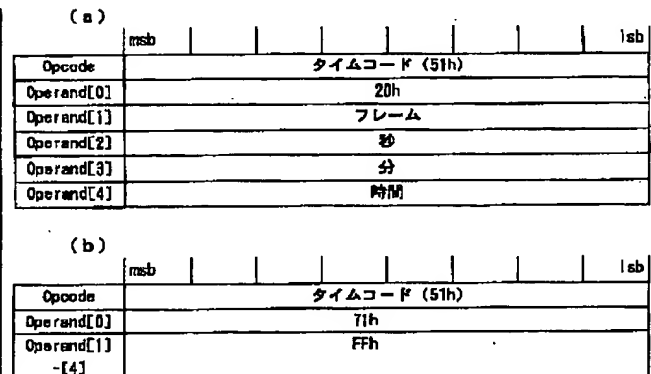 (a)
msb lsb
Opcode タイムコード (51h)
Operand[0] 20h
Operand[1] フレーム
Operand[2] 秒
Operand[3] 分
Operand[4] 時間
(b)
msb lsb
Opcode タイムコード (51h)
Operand[0] 71h
Operand[1] FFh
-[4]